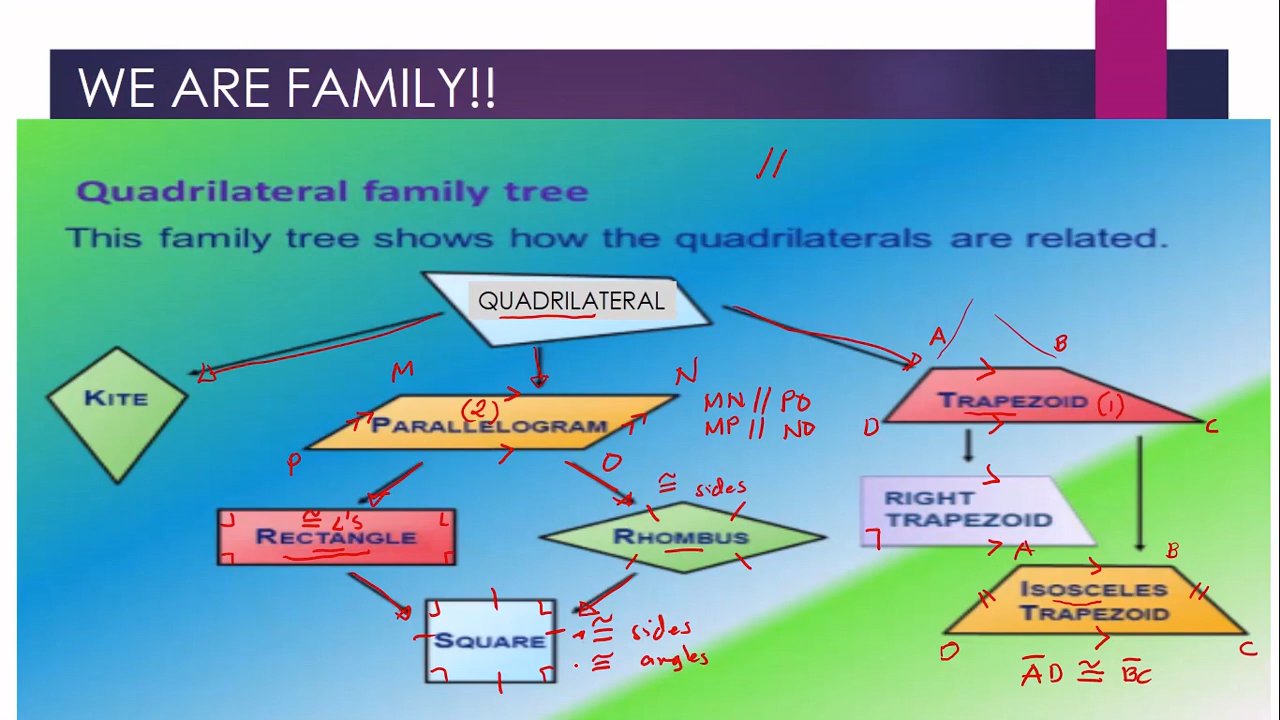 WE ARE FAMILY!!
//
Quadrilateral family tree
This family tree shows how the quadrilaterals are related.
QUADRILATERAL
A
B
M
N
KITE
(2)
PARALLELOGRAM
MN // PO
MP // NO
TRAPEZOID (1)
D
C
P
O
≅ sides
≅ L's
RECTANGLE
RHOMBUS
RIGHT
TRAPEZOID
A
B
ISOSCELES
TRAPEZOID
SQUARE
≅ sides
≅ angles
D
C
AD ≅ BC